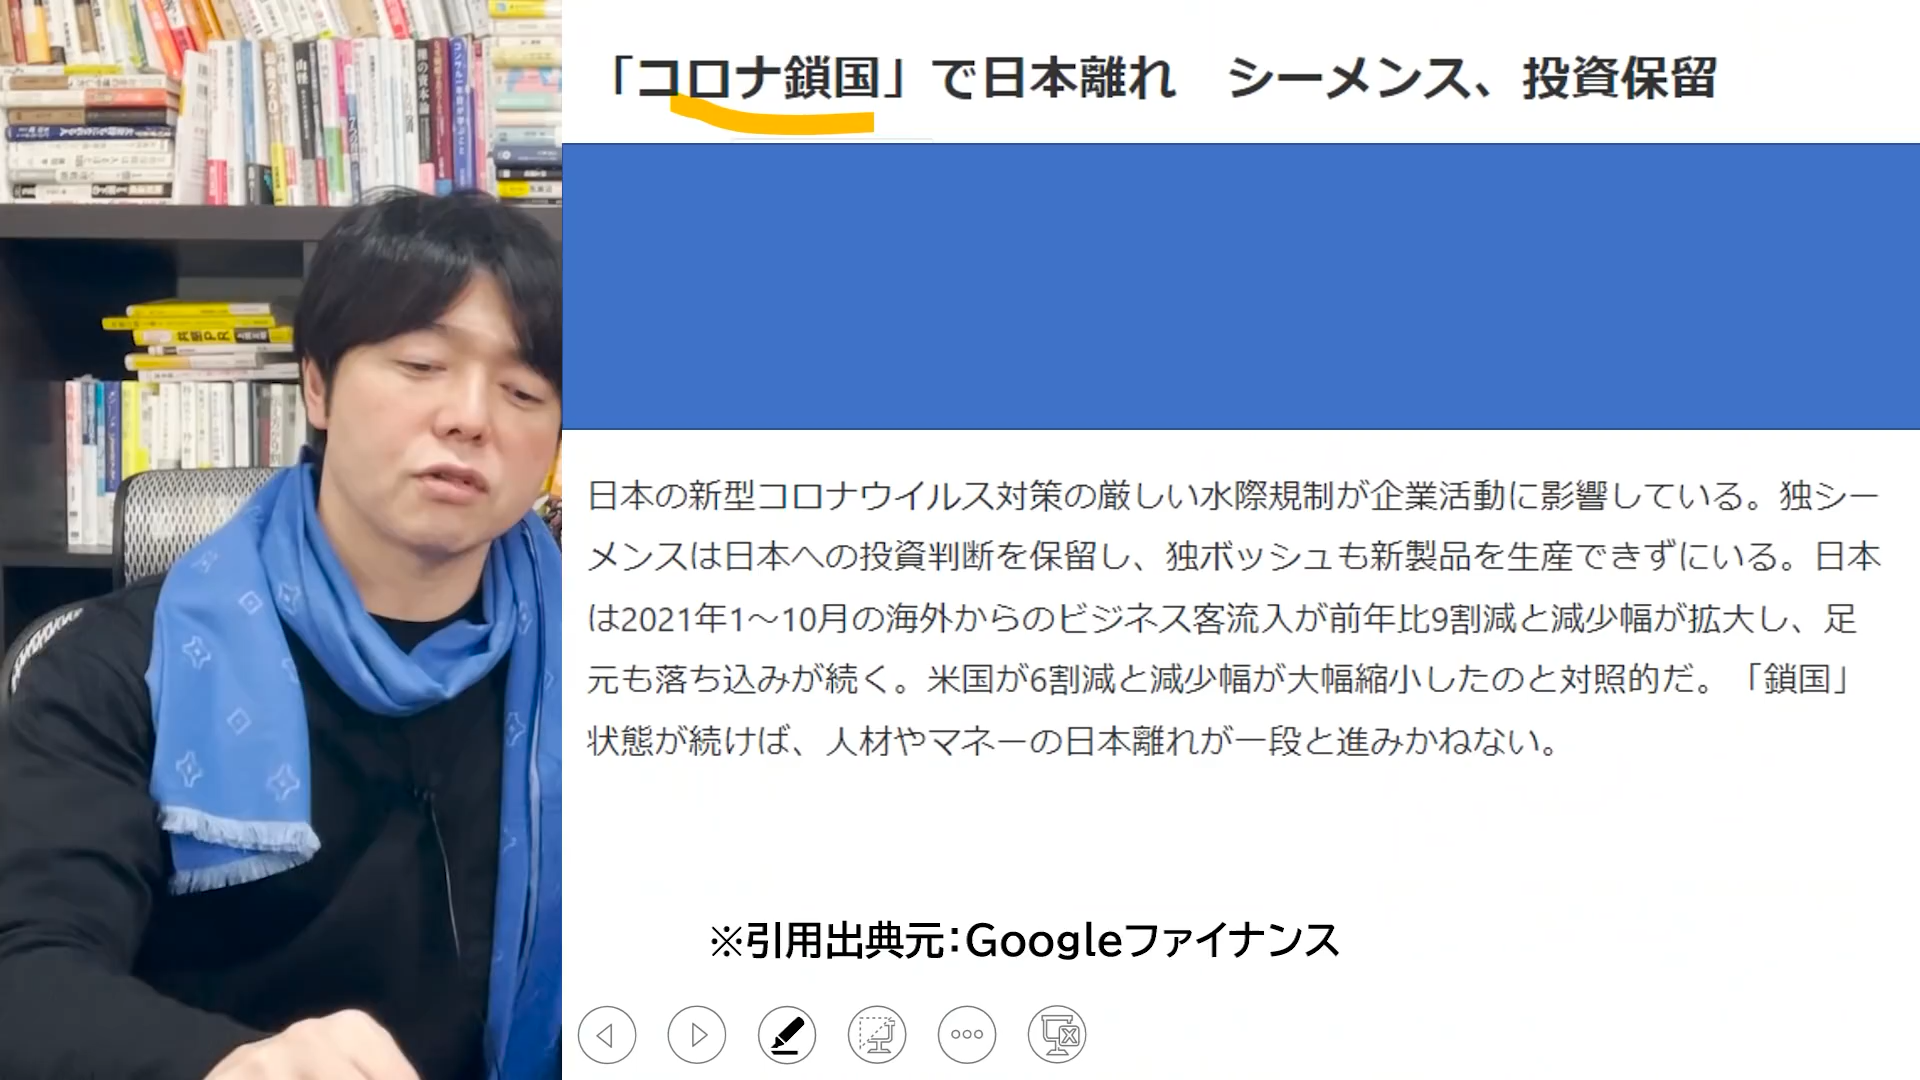 「コロナ鎖国」で日本離れ　シーメンス、投資保留
日本の新型コロナウイルス対策の厳しい水際規制が企業活動に影響している。独シー
メンスは日本への投資判断を保留し、独ボッシュも新製品を生産できずにいる。日本
は2021年1〜10月の海外からのビジネス客流入が前年比9割減と減少幅が拡大し、足
元も落ち込みが続く。米国が6割減と減少幅が大幅縮小したのと対照的だ。「鎖国」
状態が続けば、人材やマネーの日本離れが一段と進みかねない。
※引用出典元：Googleファイナンス